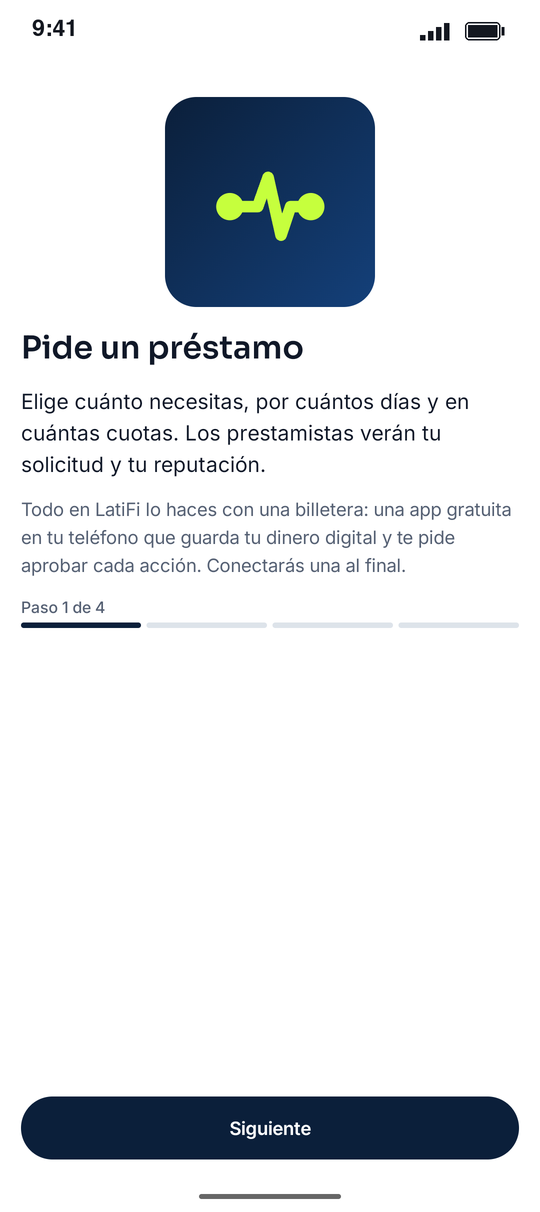 9:41
Pide un préstamo
Elige cuánto necesitas, por cuántos días y en
cuántas cuotas. Los prestamistas verán tu
solicitud y tu reputación.
Todo en LatiFi lo haces con una billetera: una app gratuita
en tu teléfono que guarda tu dinero digital y te pide
aprobar cada acción. Conectarás una al final.
Paso 1 de 4
Siguiente